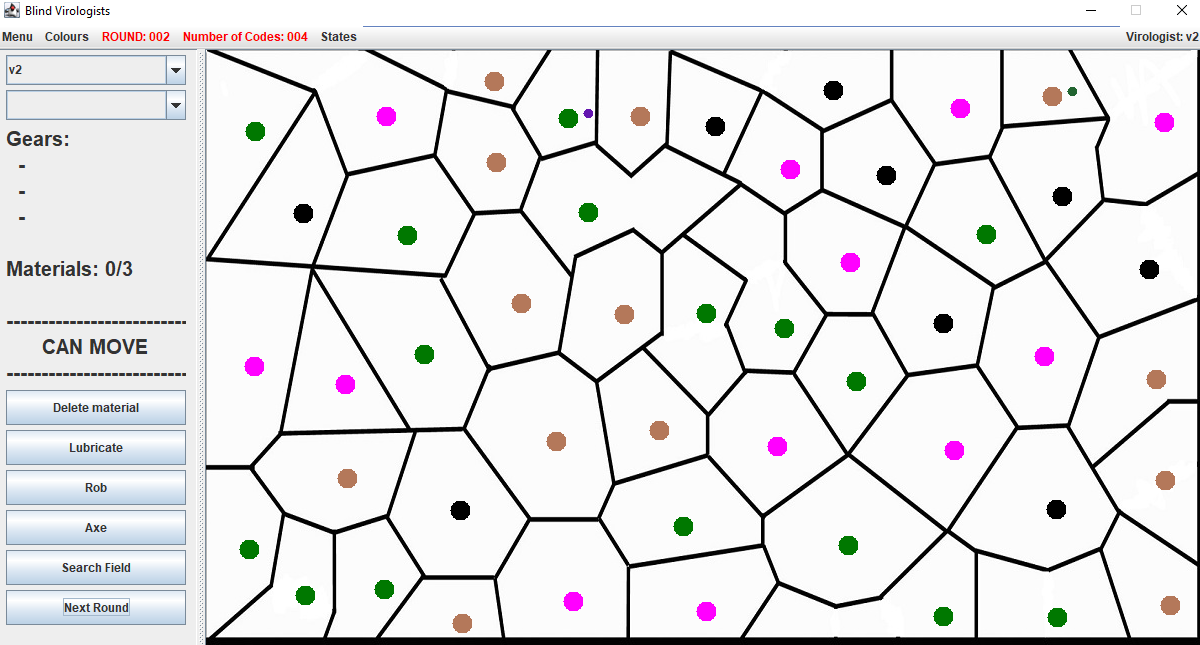 Blind Virologists
Menu Colours ROUND: 002 Number of Codes: 004 States Virologist: v2
v2
Gears:
-
-
-
Materials: 0/3
--------------------------------
CAN MOVE
--------------------------------
Delete material
Lubricate
Rob
Axe
Search Field
Next Round